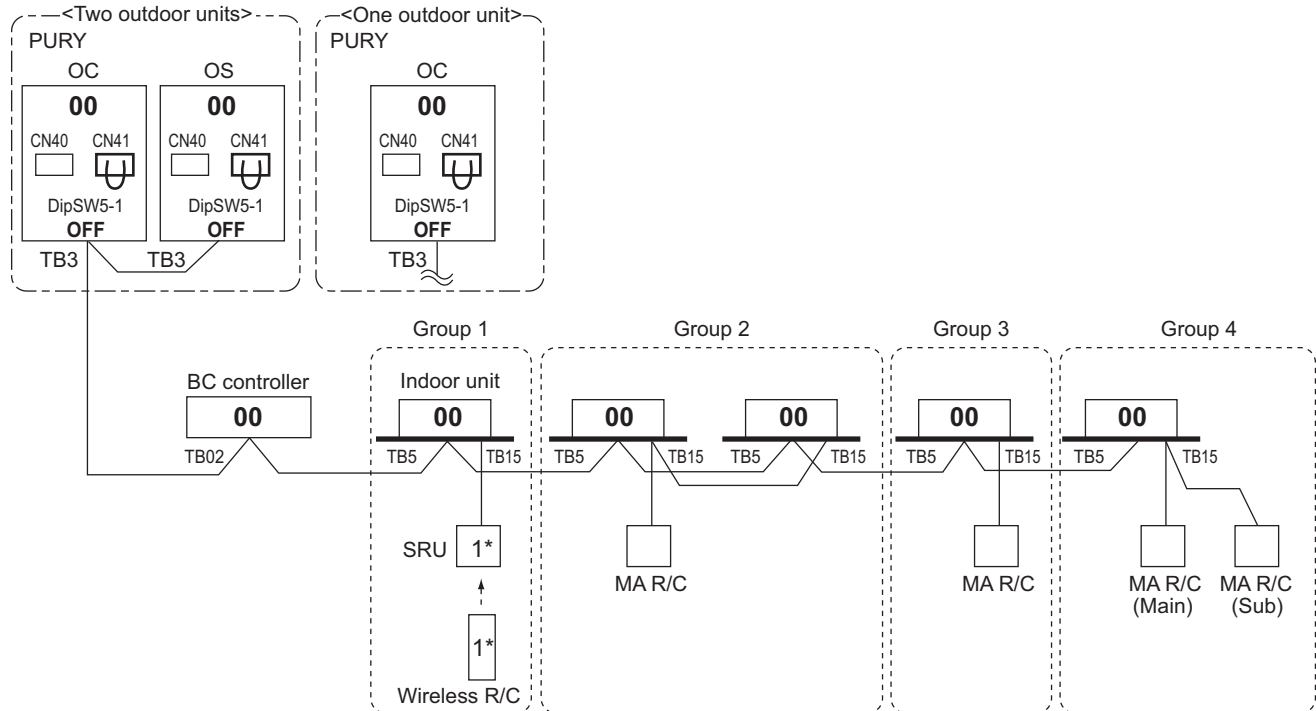 <Two outdoor units>
PURY
OC OS
00 00
CN40 CN41 CN40 CN41
DipSW5-1 DipSW5-1
OFF OFF
TB3 TB3
<One outdoor unit>
PURY
OC
00
CN40 CN41
DipSW5-1
OFF
TB3
BC controller
00
TB02
Group 1
Indoor unit
00
TB5 TB15
SRU 1*
1*
Wireless R/C
Group 2
00 00
TB5 TB15 TB5 TB15
MA R/C
Group 3
00
TB5 TB15
MA R/C
Group 4
00
TB5 TB15
MA R/C
(Main)
MA R/C
(Sub)